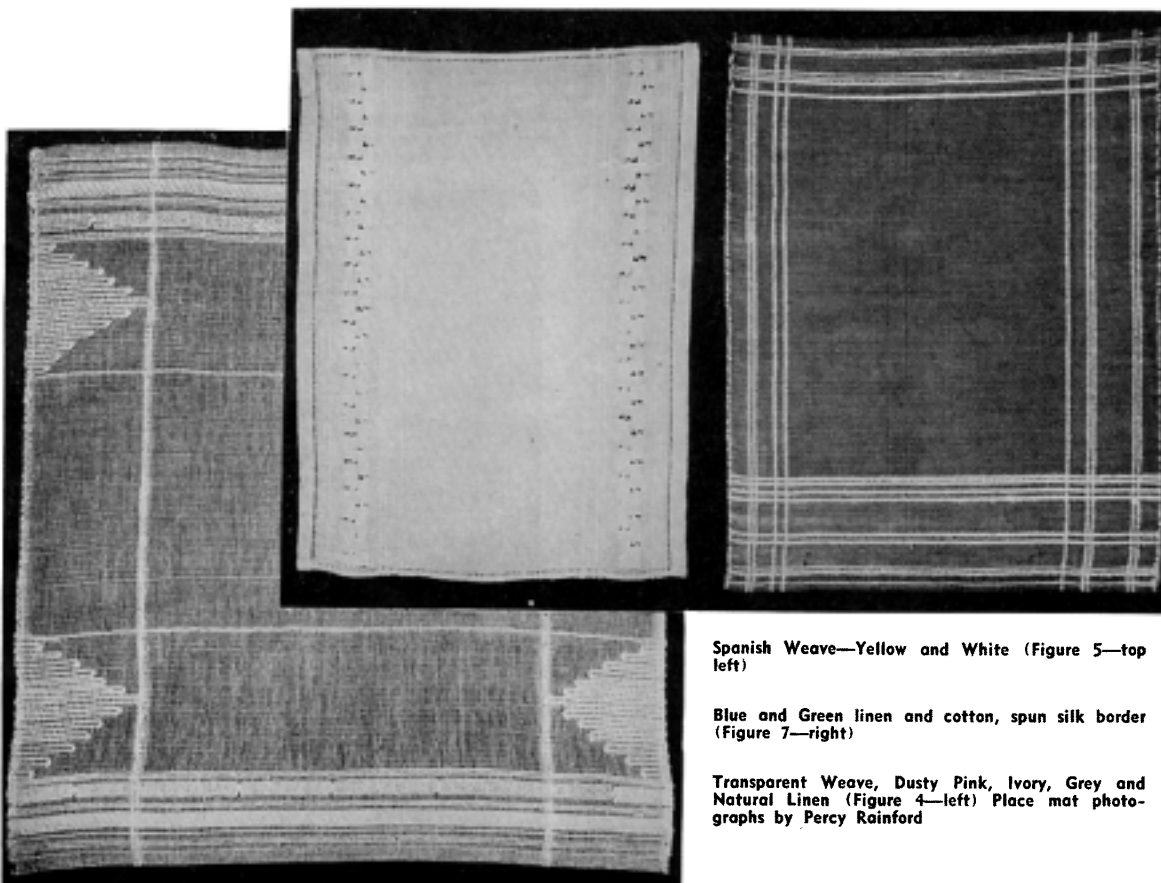 Spanish Weave—Yellow and White (Figure 5—top
left)
Blue and Green linen and cotton, spun silk border
(Figure 7—right)
Transparent Weave, Dusty Pink, Ivory, Grey and
Natural Linen (Figure 4—left) Place mat photo-
graphs by Percy Rainford